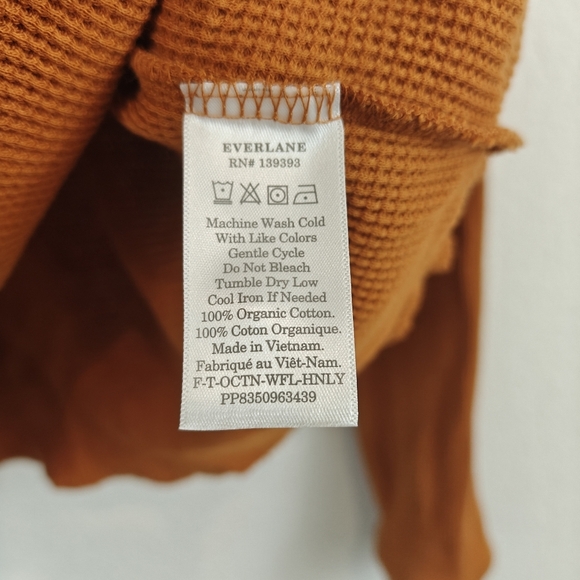 EVERLANE
RN# 139393
Machine Wash Cold
With Like Colors
Gentle Cycle
Do Not Bleach
Tumble Dry Low
Cool Iron If Needed
100% Organic Cotton.
100% Coton Organique.
Made in Vietnam.
Fabriqué au Viêt-Nam.
F-T-OCTN-WFL-HNLY
PP8350963439